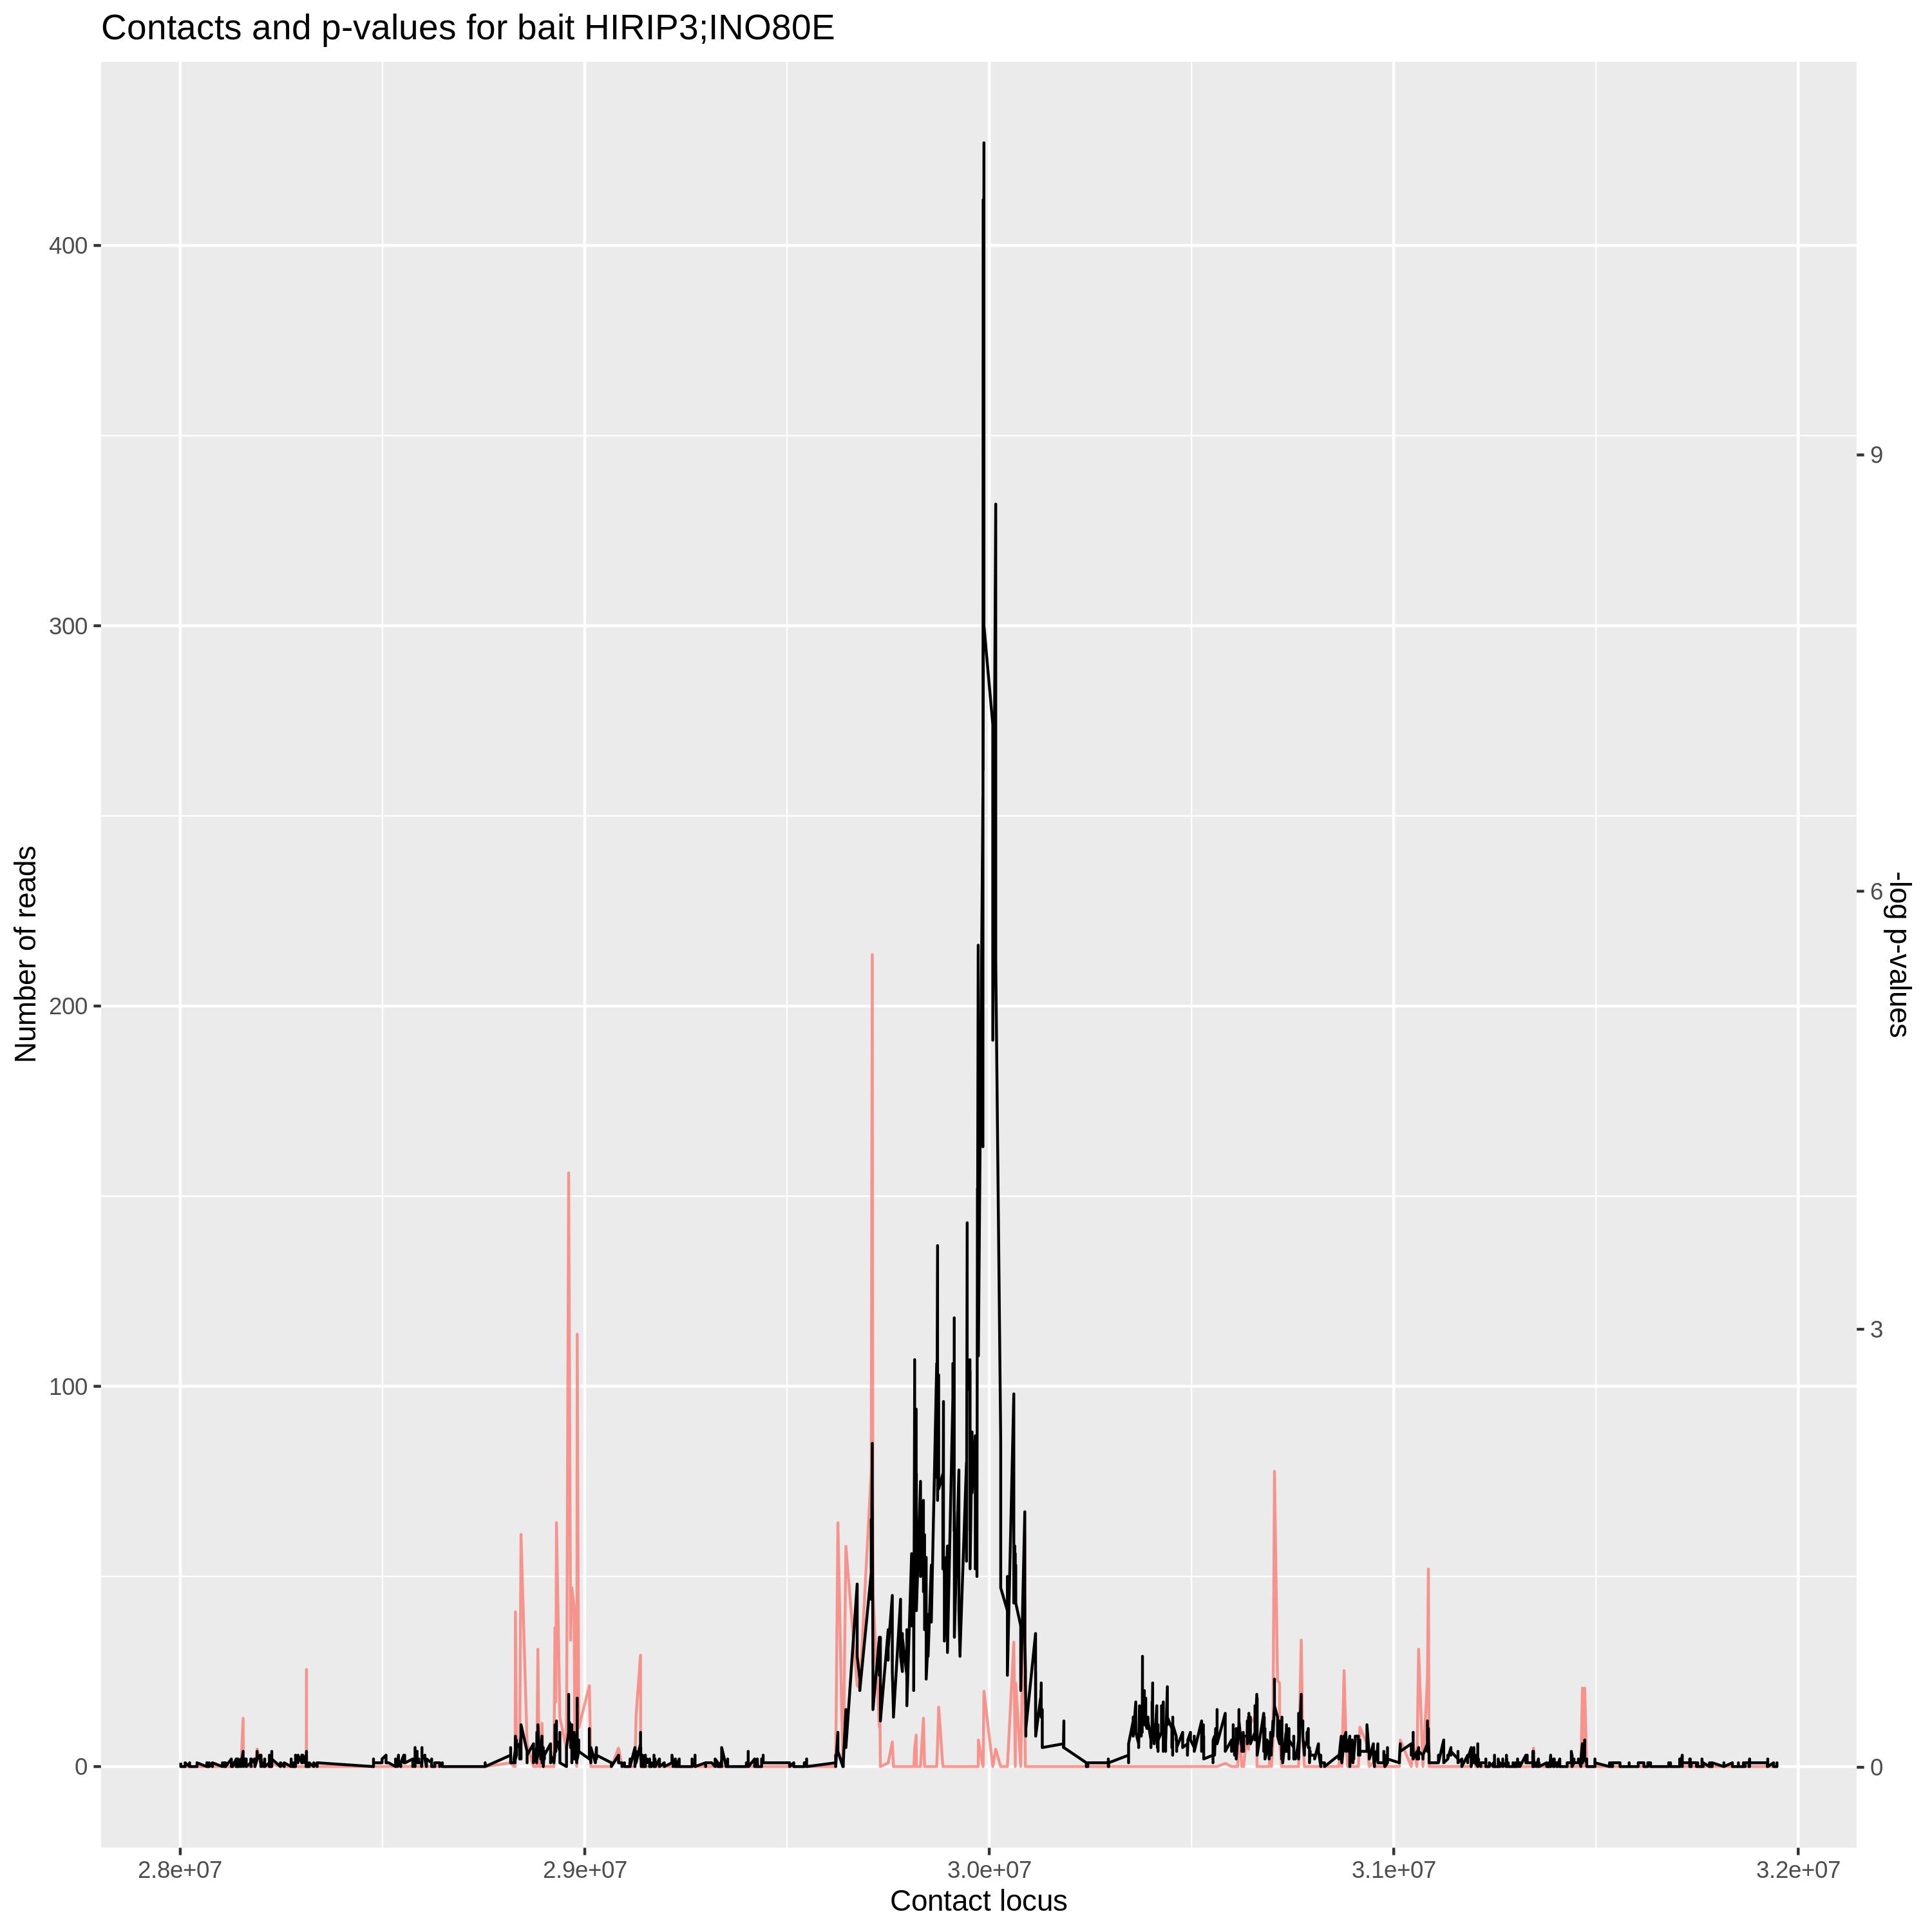 Contacts and p-values for bait HIRIP3;INO80E
400
300
200
100
0
Number of reads
9
6
3
0
-log p-values
2.8e+07 2.9e+07 3.0e+07 3.1e+07 3.2e+07
Contact locus